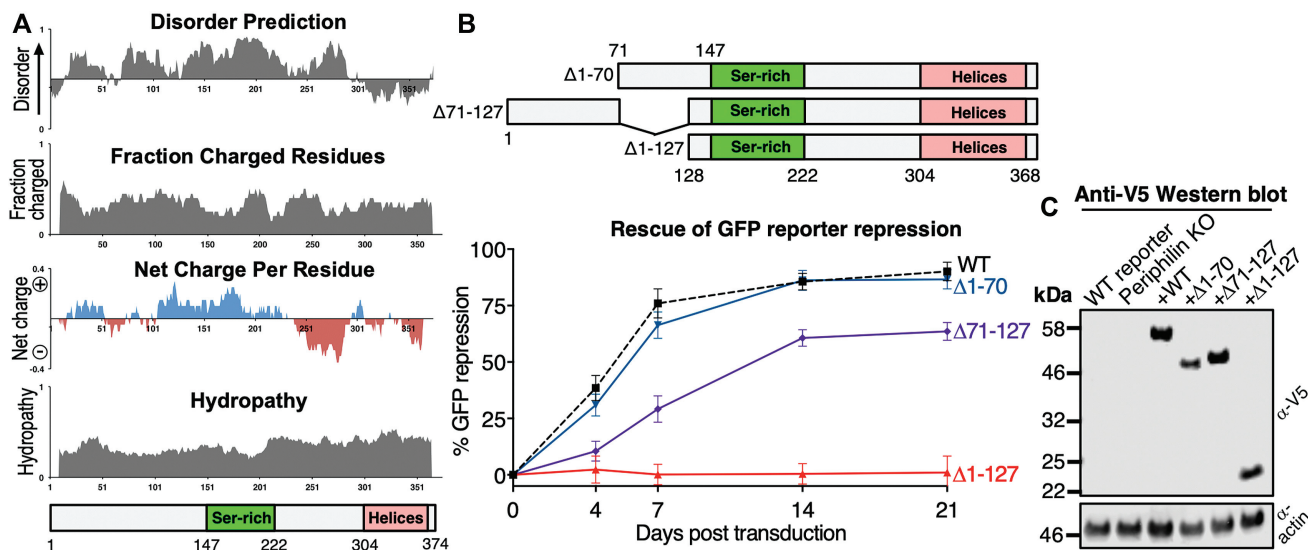 A
Disorder Prediction
Disorder
1
0
1 51 101 151 201 251 301 351
Fraction Charged Residues
Fraction charged
1
0
50 100 150 200 250 300 350
Net Charge Per Residue
Net charge
0.4
+
-
-0.4
1 51 101 151 201 251 301 351
Hydropathy
Hydropathy
1
0
1 51 101 151 201 251 301 351
Ser-rich Helices
1 147 222 304 374
B
71 147
Δ1-70 Ser-rich Helices
Δ71-127 Ser-rich Helices
1
Δ1-127 Ser-rich Helices
128 222 304 368
Rescue of GFP reporter repression
% GFP repression
100
75
50
25
0
WT
Δ1-70
Δ71-127
Δ1-127
0 4 7 14 21
Days post transduction
C
Anti-V5 Western blot
WT reporter
Periphilin KO
+WT
+Δ1-70
+Δ71-127
+Δ1-127
kDa
58
46
32
25
22
α-V5
46
α-actin